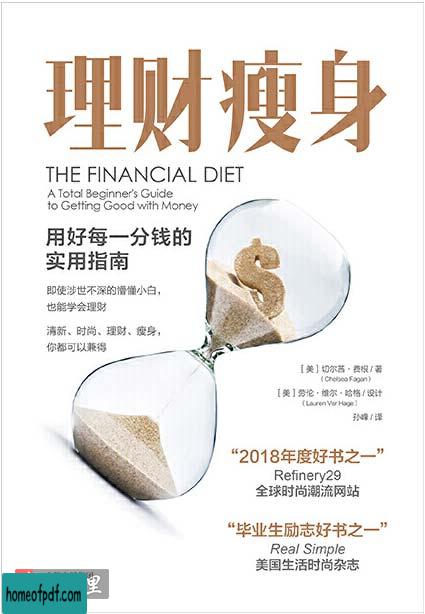 理财瘦身
THE FINANCIAL DIET
A Total Beginner's Guide
to Getting Good with Money
用好每一分钱的
实用指南
即使涉世不深的懵懂小白，
也能学会理财
清新、时尚、理财、瘦身，
你都可以兼得
［美］切尔茜·费根／著
（Chelsea Fagan）
［美］劳伦·维尔·哈格／设计
（Lauren Ver Hage）
孙峰／译
“2018年度好书之一”
Refinery29
全球时尚潮流网站
“毕业生励志好书之一”
Real Simple
美国生活时尚杂志
homeofpdf.com